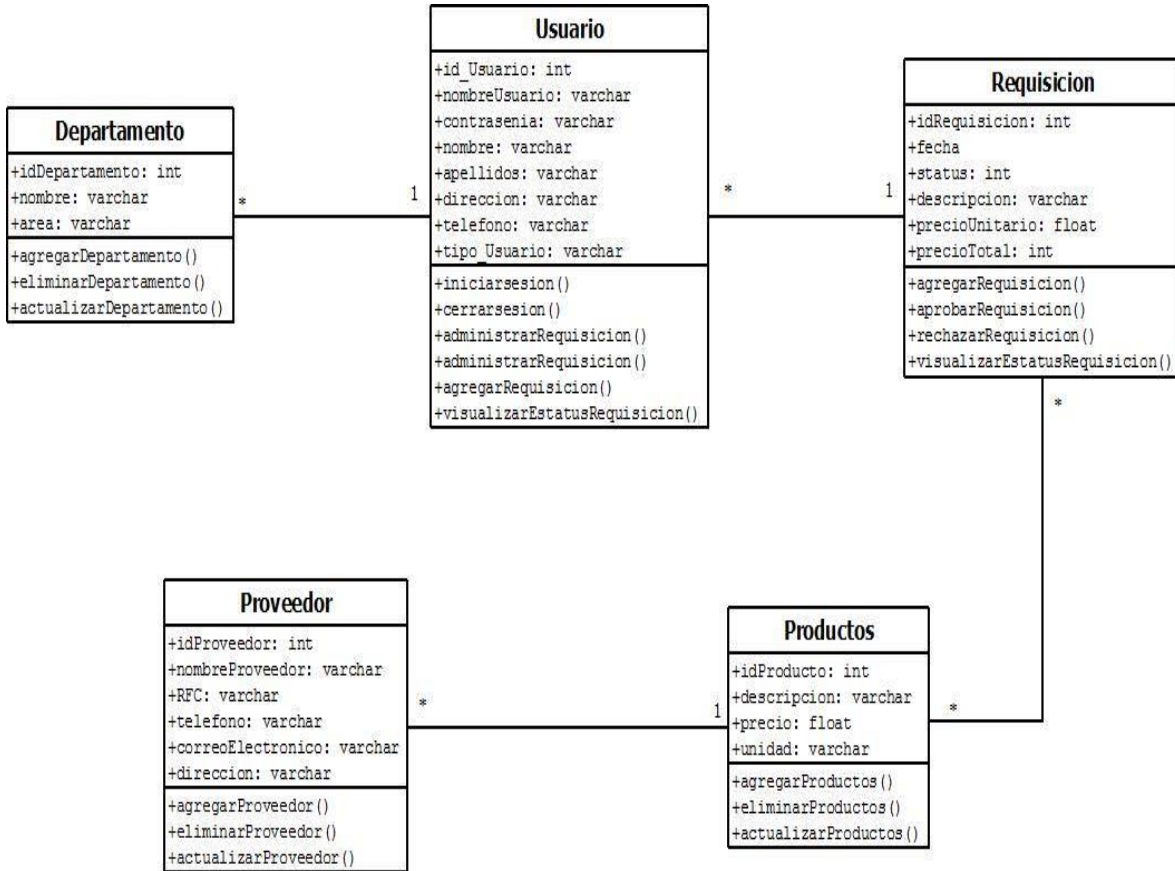 Departamento
+idDepartamento: int
+nombre: varchar
+area: varchar
+agregarDepartamento()
+eliminarDepartamento()
+actualizarDepartamento()
*
1
Usuario
+id_Usuario: int
+nombreUsuario: varchar
+contrasenia: varchar
+nombre: varchar
+apellidos: varchar
+direccion: varchar
+telefono: varchar
+tipo_Usuario: varchar
+iniciarsesion()
+cerrarsesion()
+administrarRequisicion()
+administrarRequisicion()
+agregarRequisicion()
+visualizarEstatusRequisicion()
*
1
Requisicion
+idRequisicion: int
+fecha
+status: int
+descripcion: varchar
+precioUnitario: float
+precioTotal: int
+agregarRequisicion()
+aprobarRequisicion()
+rechazarRequisicion()
+visualizarEstatusRequisicion()
*
Proveedor
+idProveedor: int
+nombreProveedor: varchar
+RFC: varchar
+telefono: varchar
+correoElectronico: varchar
+direccion: varchar
+agregarProveedor()
+eliminarProveedor()
+actualizarProveedor()
*
1
Productos
+idProducto: int
+descripcion: varchar
+precio: float
+unidad: varchar
+agregarProductos()
+eliminarProductos()
+actualizarProductos()
*